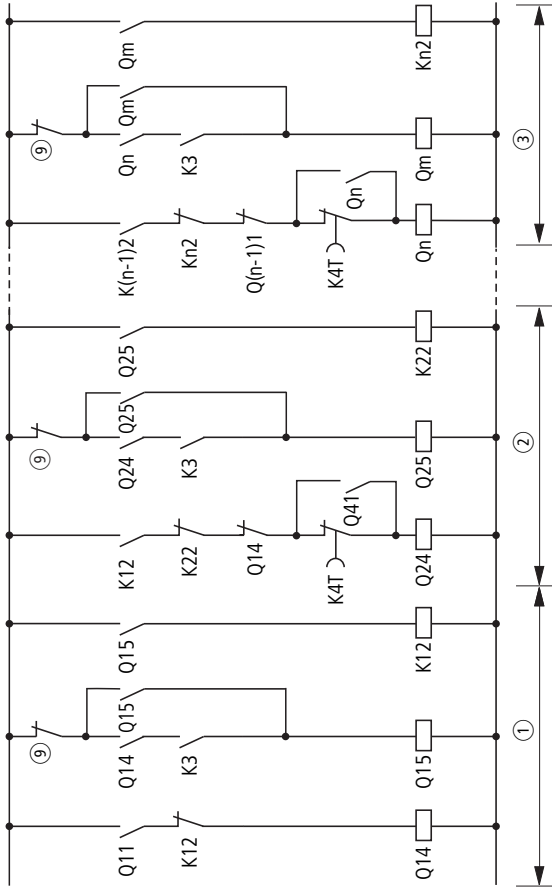 Q11
K12
Q14
⑨
Q14
Q15
K3
Q15
Q15
K12
K12
K22
Q14
K4T
Q41
Q24
⑨
Q24
Q25
K3
Q25
Q25
K22
K(n-1)2
Kn2
Q(n-1)1
K4T
Qn
Qn
⑨
Qn
Qm
K3
Qm
Qm
Kn2
①
②
③